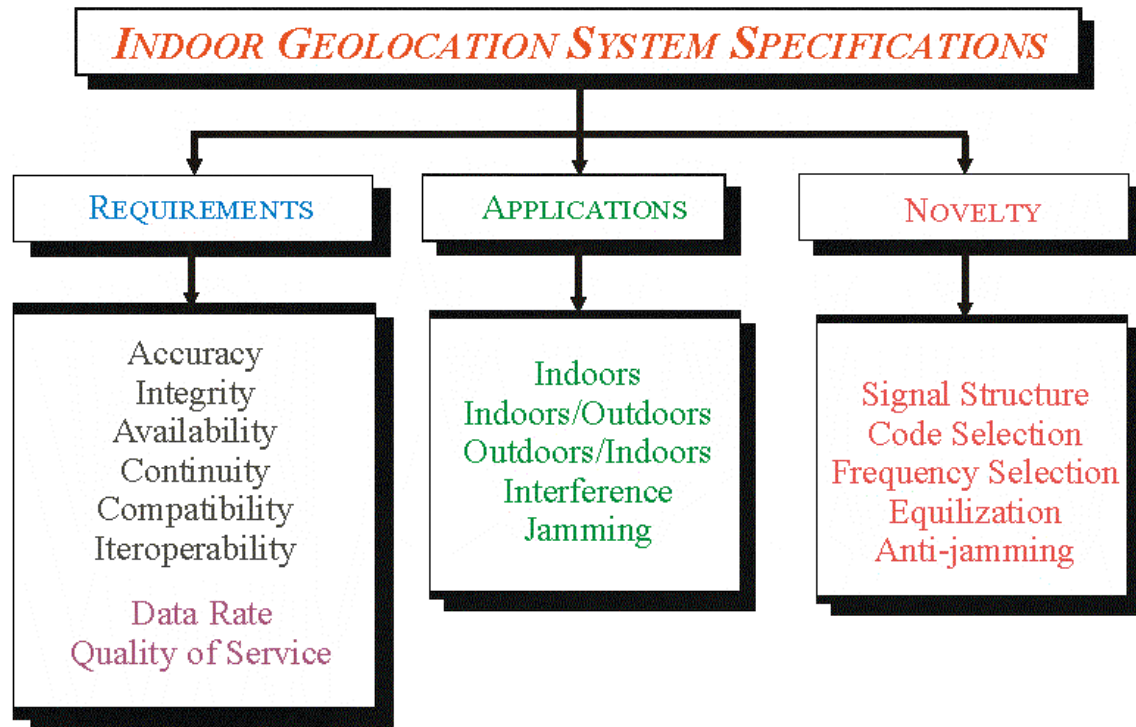 INDOOR GEOLOCATION SYSTEM SPECIFICATIONS
REQUIREMENTS
Accuracy
Integrity
Availability
Continuity
Compatibility
Iteroperability
Data Rate
Quality of Service
APPLICATIONS
Indoors
Indoors/Outdoors
Outdoors/Indoors
Interference
Jamming
NOVELTY
Signal Structure
Code Selection
Frequency Selection
Equilization
Anti-jamming